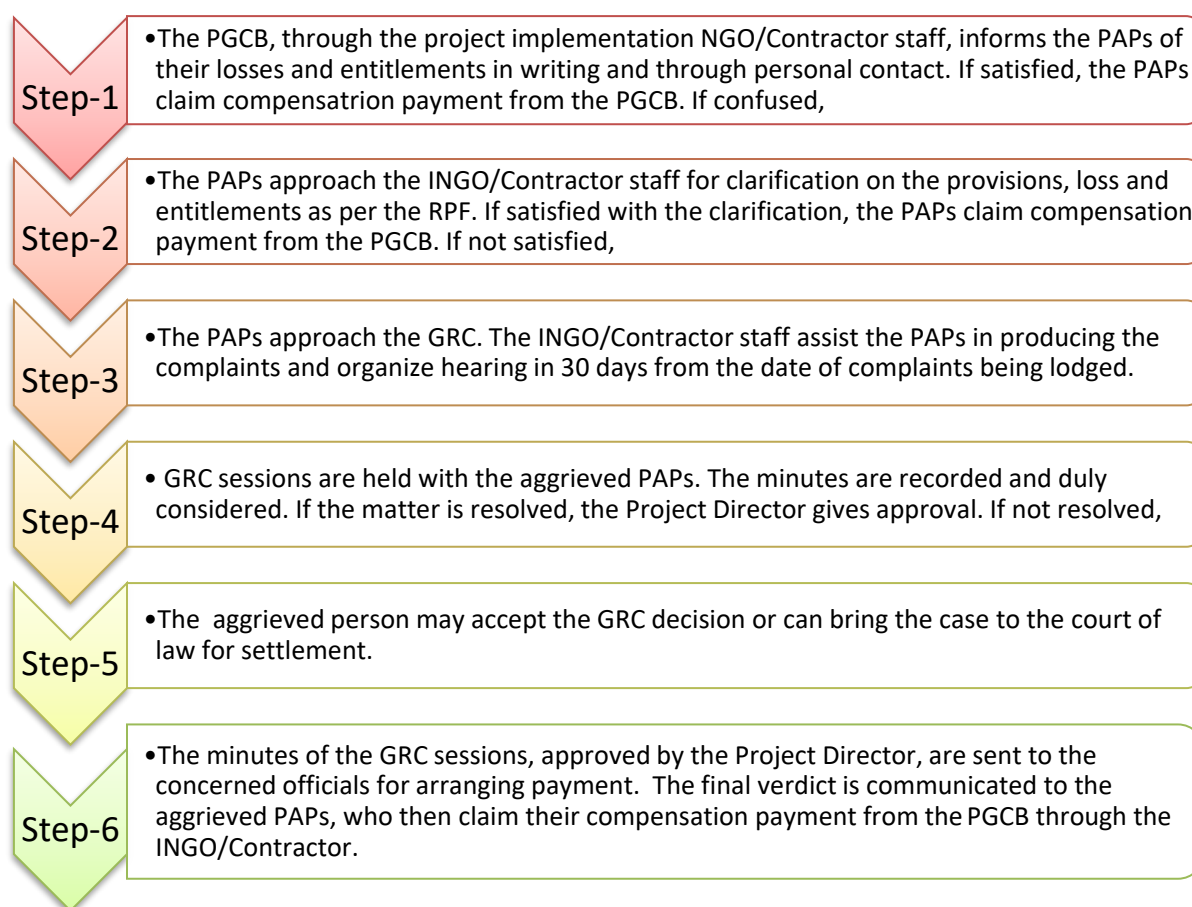 Step-1
•The PGCB, through the project implementation NGO/Contractor staff, informs the PAPs of
their losses and entitlements in writing and through personal contact. If satisfied, the PAPs
claim compensatrion payment from the PGCB. If confused,
Step-2
•The PAPs approach the INGO/Contractor staff for clarification on the provisions, loss and
entitlements as per the RPF. If satisfied with the clarification, the PAPs claim compensation
payment from the PGCB. If not satisfied,
Step-3
•The PAPs approach the GRC. The INGO/Contractor staff assist the PAPs in producing the
complaints and organize hearing in 30 days from the date of complaints being lodged.
Step-4
• GRC sessions are held with the aggrieved PAPs. The minutes are recorded and duly
considered. If the matter is resolved, the Project Director gives approval. If not resolved,
Step-5
•The aggrieved person may accept the GRC decision or can bring the case to the court of
law for settlement.
Step-6
•The minutes of the GRC sessions, approved by the Project Director, are sent to the
concerned officials for arranging payment. The final verdict is communicated to the
aggrieved PAPs, who then claim their compensation payment from the PGCB through the
INGO/Contractor.